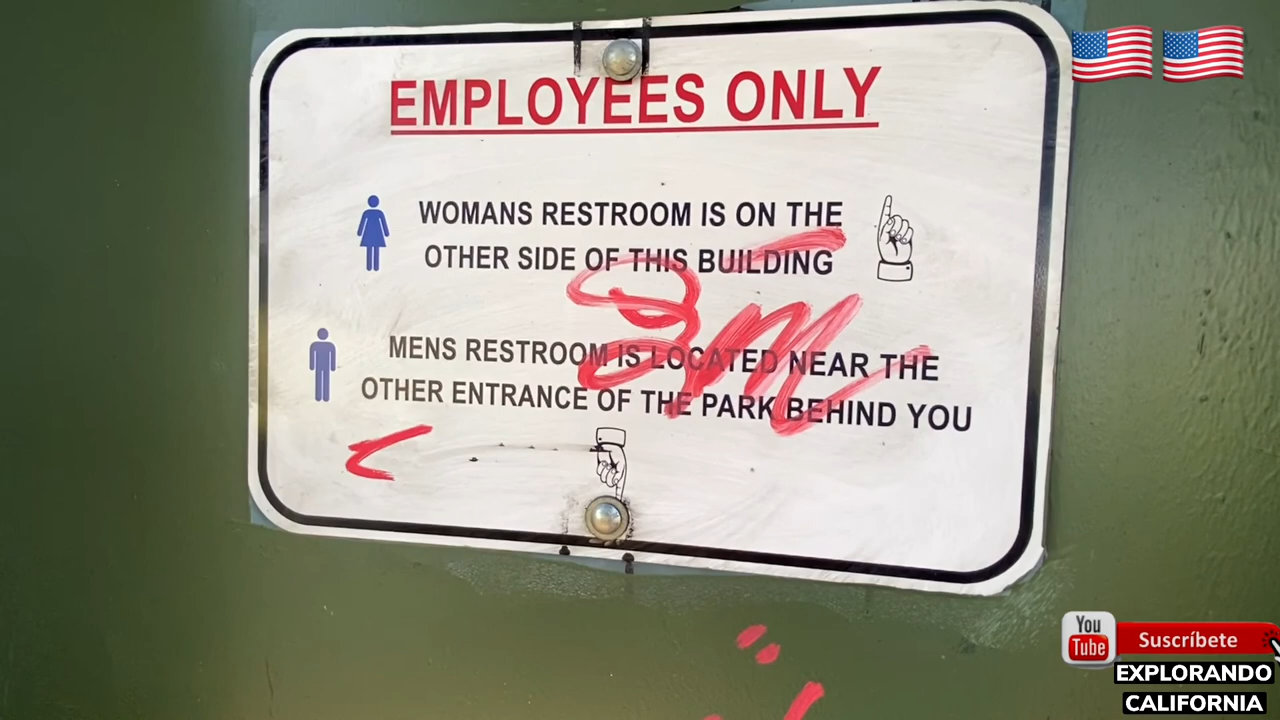 EMPLOYEES ONLY
WOMANS RESTROOM IS ON THE
OTHER SIDE OF THIS BUILDING
MENS RESTROOM IS LOCATED NEAR THE
OTHER ENTRANCE OF THE PARK BEHIND YOU
You
Tube
Suscríbete
EXPLORANDO
CALIFORNIA